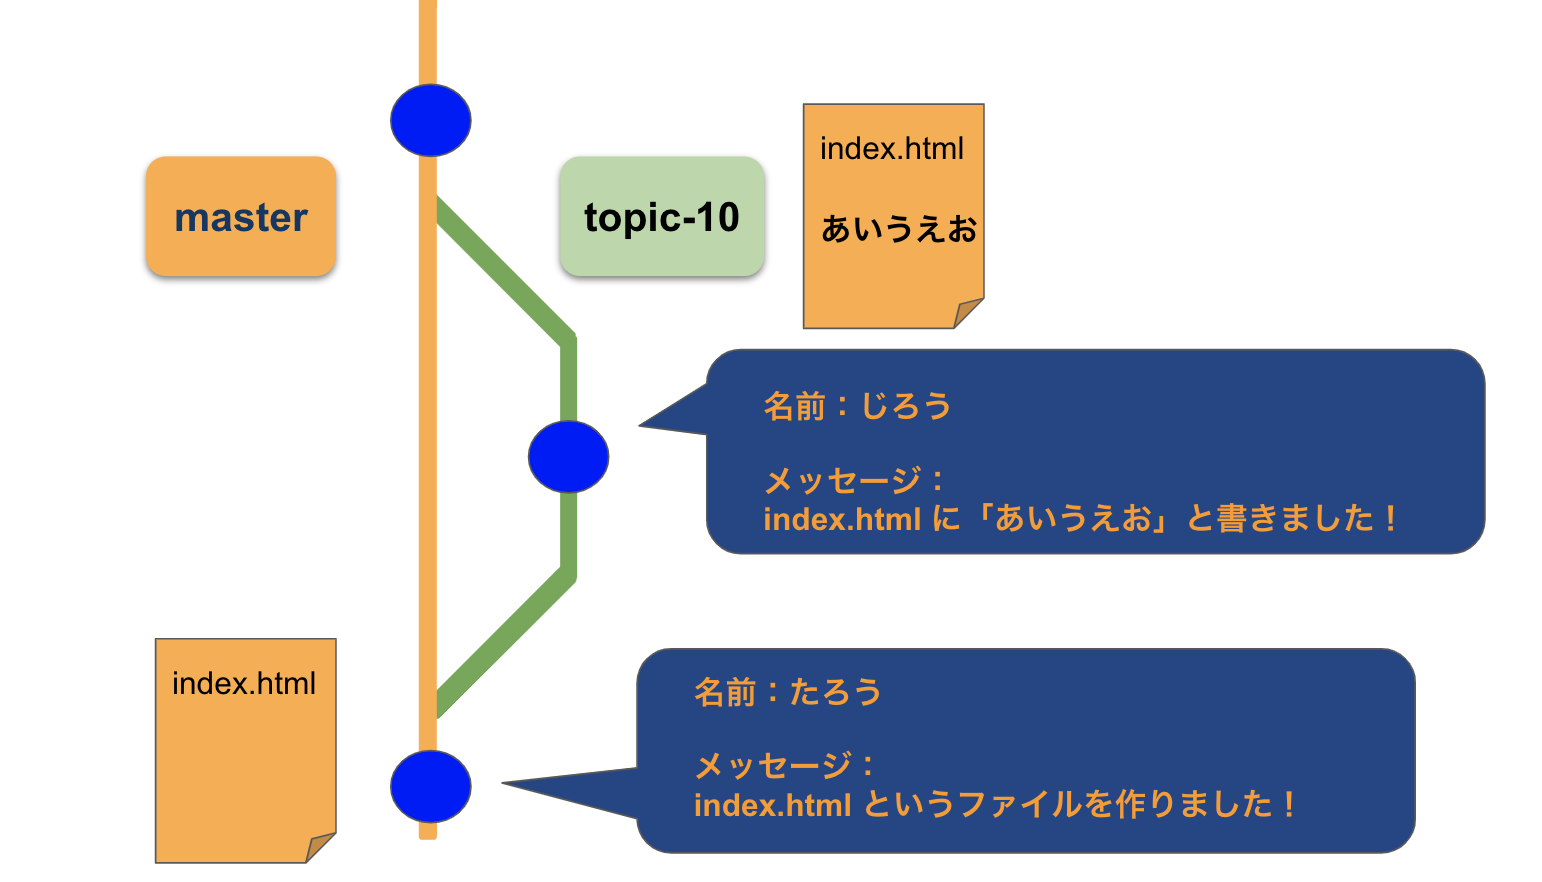 master
topic-10
index.html
あいうえお
名前：じろう
メッセージ：
index.html に「あいうえお」と書きました！
index.html
名前：たろう
メッセージ：
index.html というファイルを作りました！